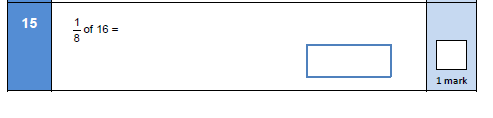 15
1/8 of 16 =
1 mark